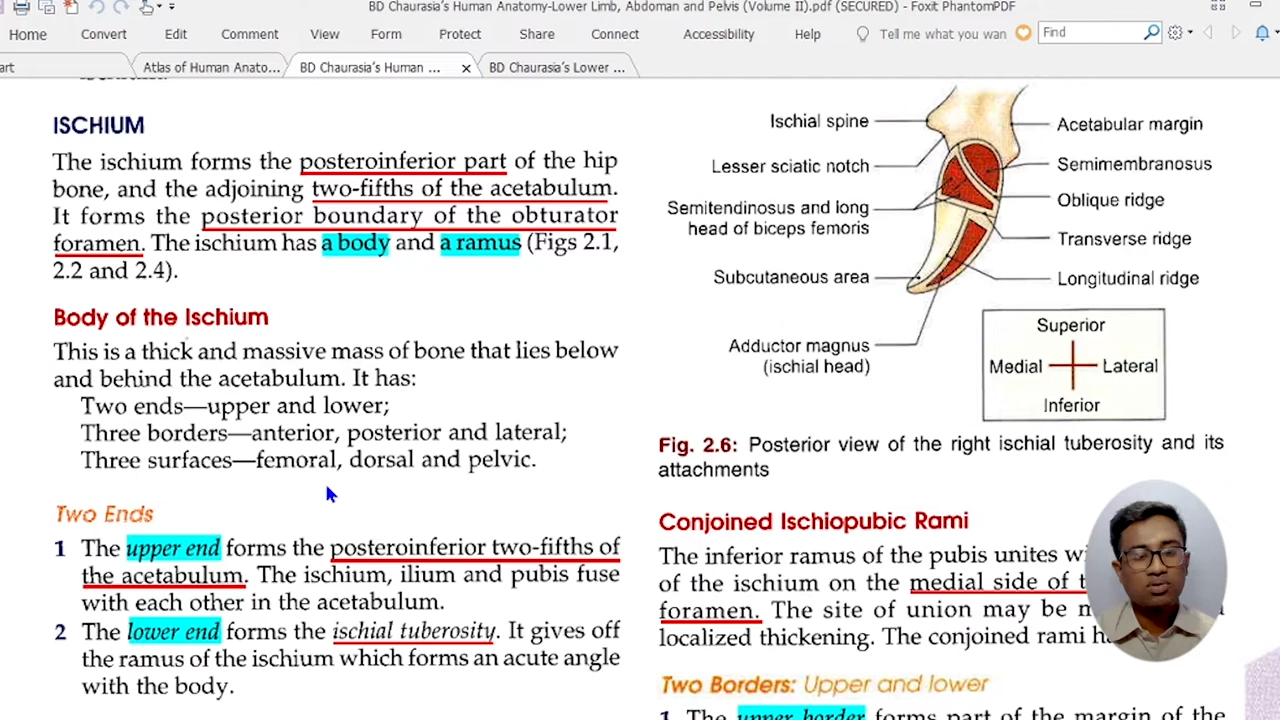 BD Chaurasia's Human Anatomy-Lower Limb, Abdoman and Pelvis (Volume II).pdf (SECURED) - Foxit PhantomPDF
Home Convert Edit Comment View Form Protect Share Connect Accessibility Help Tell me what you wan Find
art Atlas of Human Anato... BD Chaurasia's Human ... × BD Chaurasia's Lower ...
ISCHIUM
The ischium forms the posteroinferior part of the hip
bone, and the adjoining two-fifths of the acetabulum.
It forms the posterior boundary of the obturator
foramen. The ischium has a body and a ramus (Figs 2.1,
2.2 and 2.4).
Body of the Ischium
This is a thick and massive mass of bone that lies below
and behind the acetabulum. It has:
Two ends—upper and lower;
Three borders—anterior, posterior and lateral;
Three surfaces—femoral, dorsal and pelvic.
Two Ends
1 The upper end forms the posteroinferior two-fifths of
the acetabulum. The ischium, ilium and pubis fuse
with each other in the acetabulum.
2 The lower end forms the ischial tuberosity. It gives off
the ramus of the ischium which forms an acute angle
with the body.
Ischial spine
Lesser sciatic notch
Semitendinosus and long
head of biceps femoris
Subcutaneous area
Adductor magnus
(ischial head)
Acetabular margin
Semimembranosus
Oblique ridge
Transverse ridge
Longitudinal ridge
Superior
Medial Lateral
Inferior
Fig. 2.6: Posterior view of the right ischial tuberosity and its
attachments
Conjoined Ischiopubic Rami
The inferior ramus of the pubis unites
of the ischium on the medial side of
foramen. The site of union may be
localized thickening. The conjoined rami
Two Borders: Upper and lower
1 The upper border forms part of the margin of the